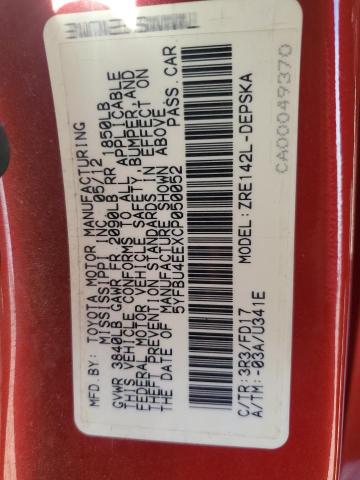 MFD. BY: TOYOTA MOTOR MANUFACTURING
MISSISSIPPI INC. 05/12
GVWR 3840LB GAWR FR 2090LB RR 1890LB
THIS VEHICLE CONFORMS TO ALL APPLICABLE
FEDERAL MOTOR VEHICLE SAFETY, BUMPER, AND
THEFT PREVENTION STANDARDS IN EFFECT ON
THE DATE OF MANUFACTURE SHOWN ABOVE.
5YFBU4EEXCP050052 PASS.CAR
C/TR: 3R3/FD17 MODEL: ZRE142L-DEPSKA
A/TM: -03A/U341E
CA00049370